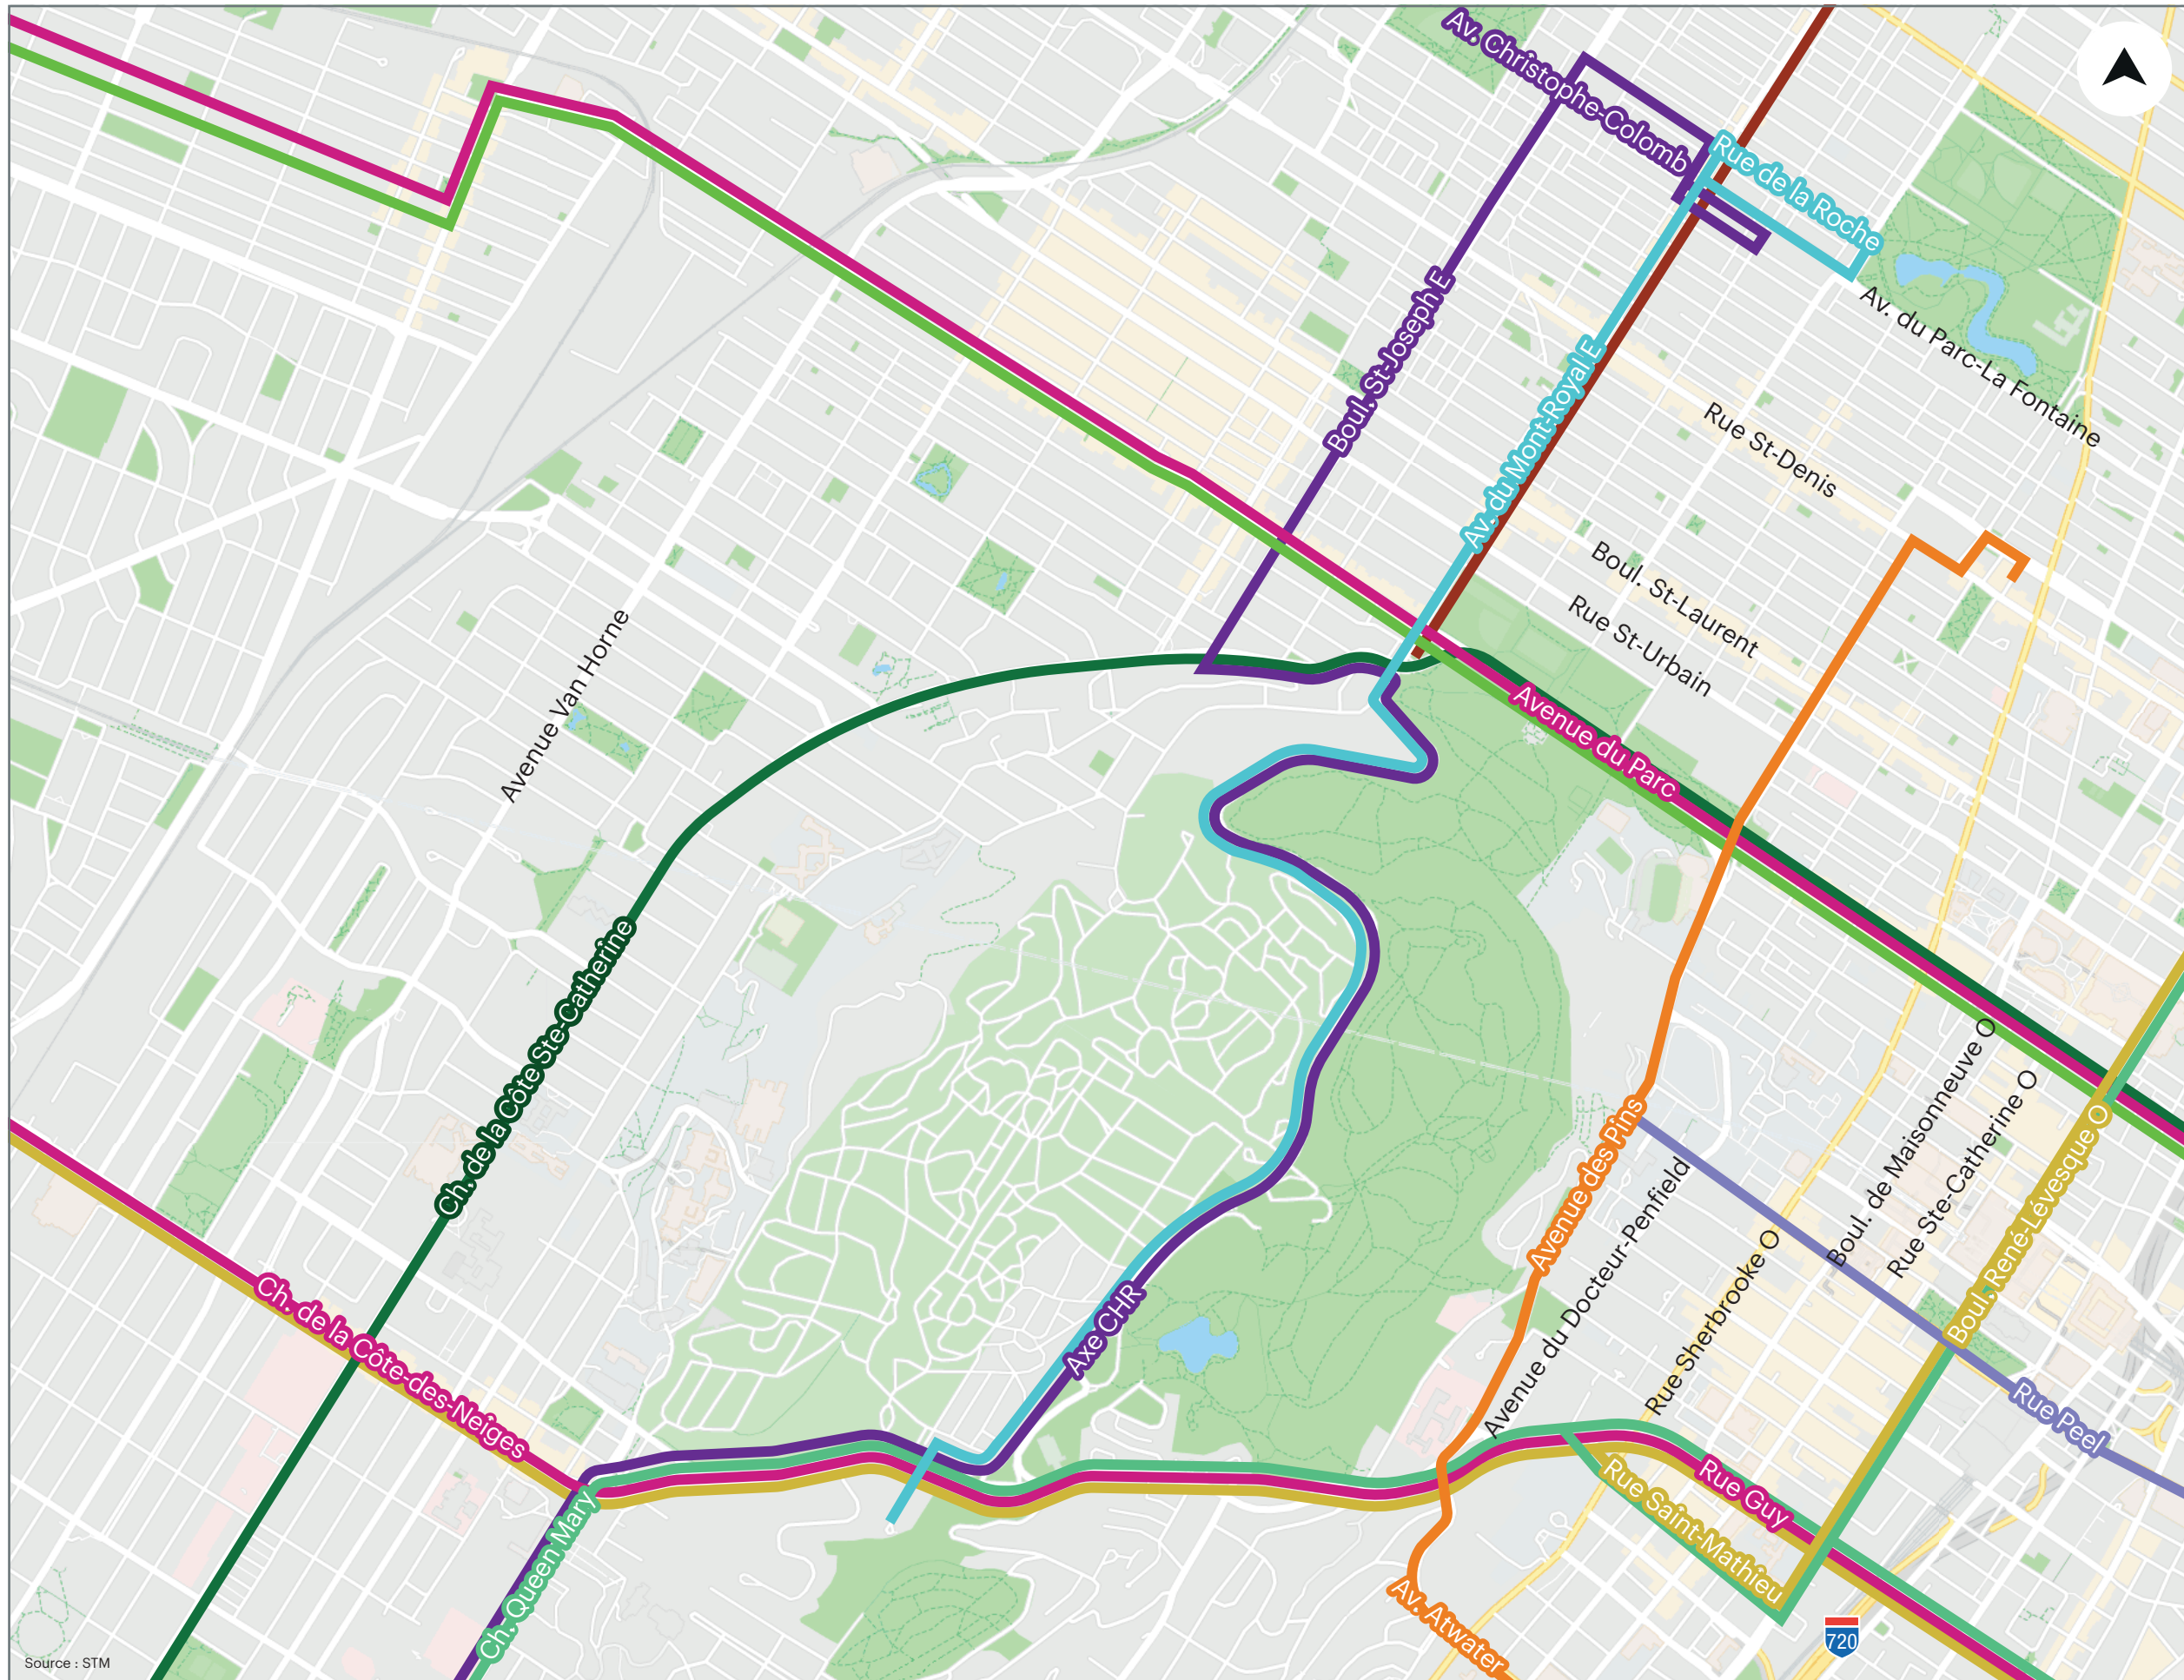 Av. Christophe-Colomb
Rue de la Roche
Av. du Parc-La Fontaine
Boul. St-Joseph E
Av. du Mont-Royal E
Rue St-Denis
Boul. St-Laurent
Rue St-Urbain
Avenue Van Horne
Avenue du Parc
Ch. de la Côte Ste-Catherine
Boul. de Maisonneuve O
Rue Ste-Catherine O
Avenue des Pins
Boul. René-Lévesque O
Avenue du Docteur-Penfield
Rue Sherbrooke O
Axe CHR
Ch. de la Côte-des-Neiges
Rue Peel
Rue Guy
Rue Saint-Mathieu
Ch. Queen Mary
Av. Atwater
720
Source : STM